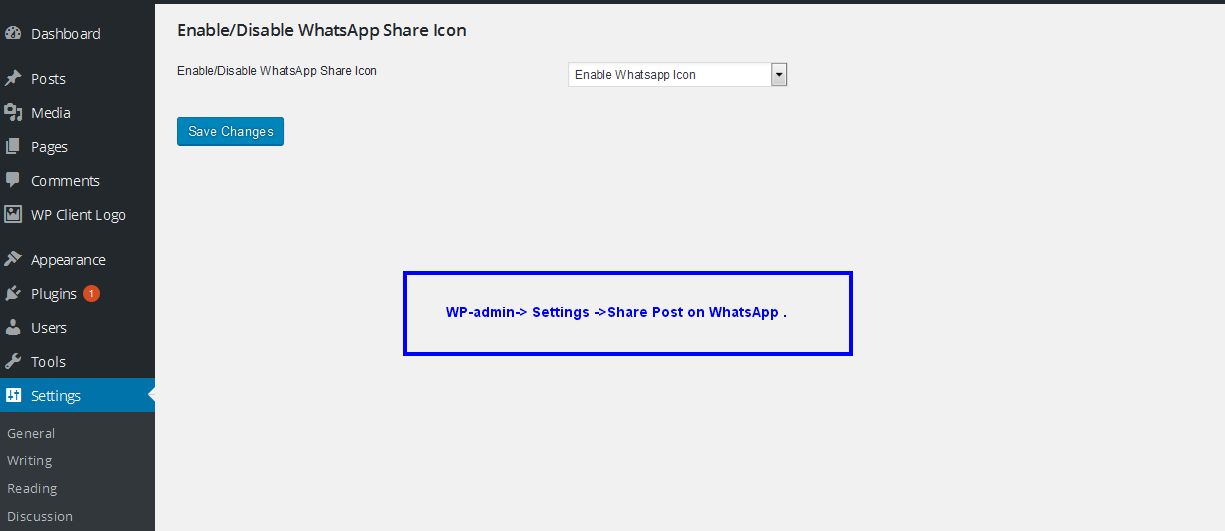 Dashboard
Posts
Media
Pages
Comments
WP Client Logo
Appearance
Plugins 1
Users
Tools
Settings
General
Writing
Reading
Discussion
Enable/Disable WhatsApp Share Icon
Enable/Disable WhatsApp Share Icon Enable Whatsapp Icon
Save Changes
WP-admin-> Settings ->Share Post on WhatsApp .